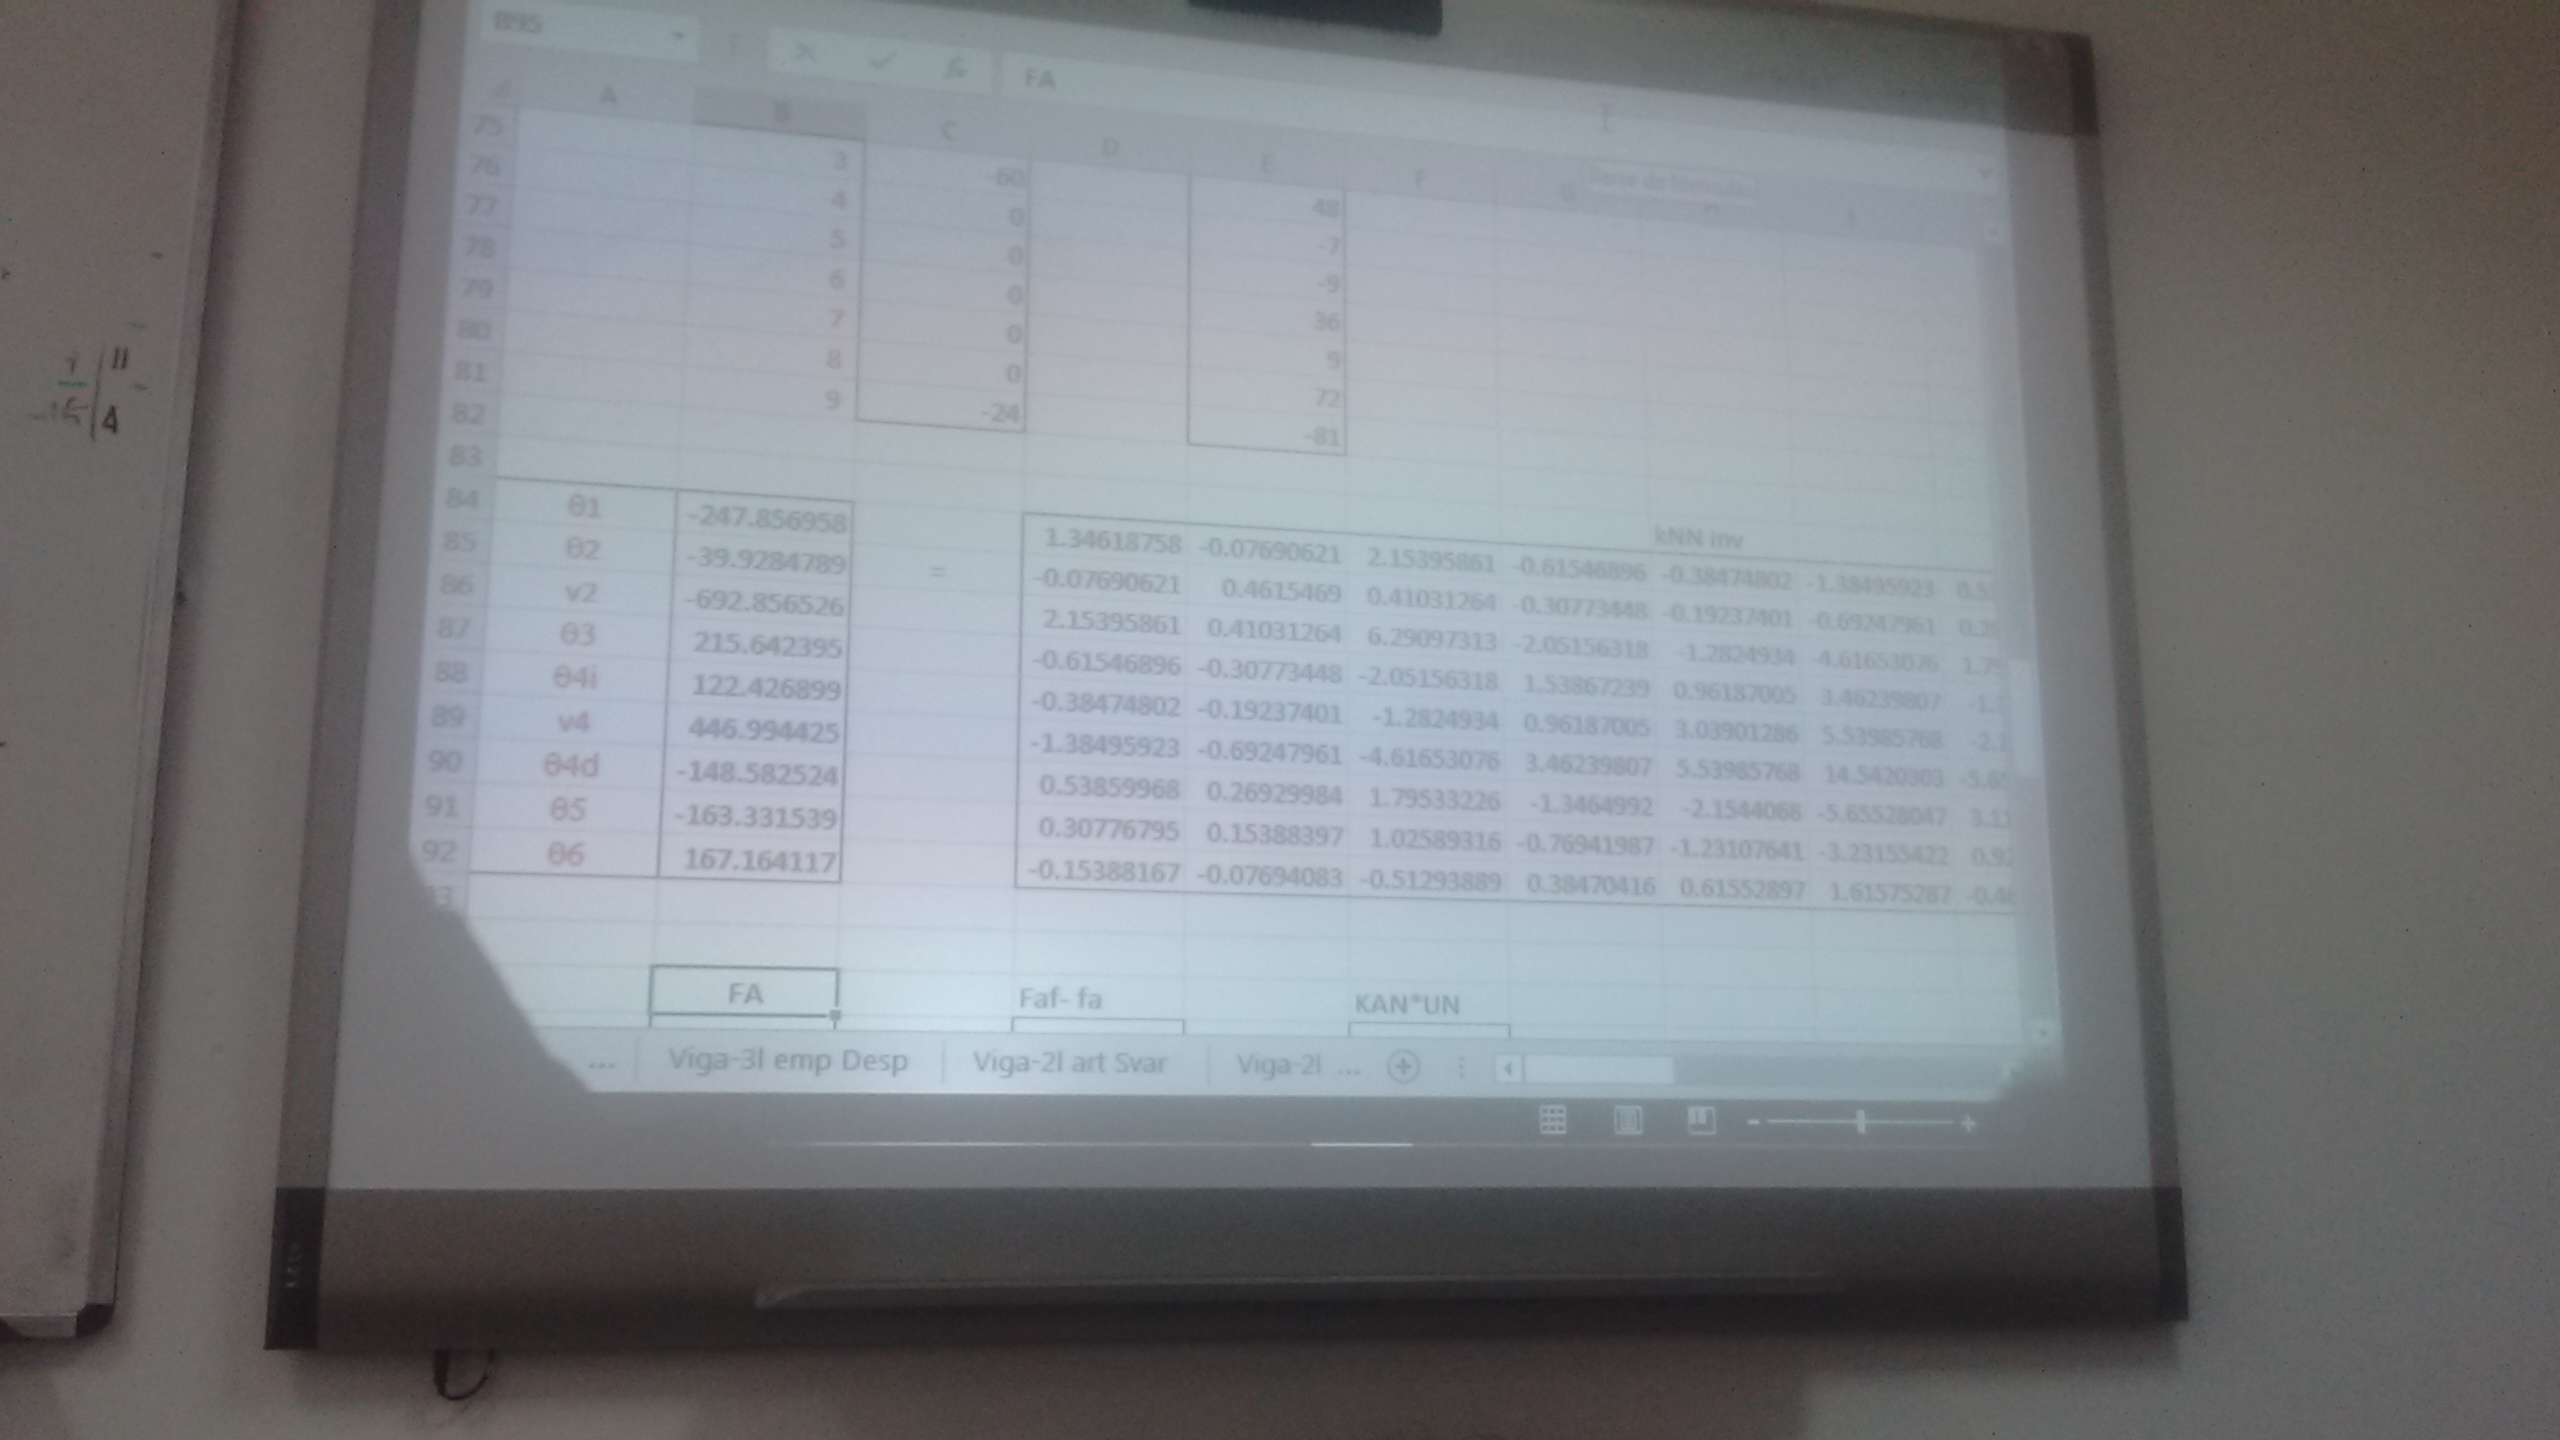 B95 FA
A B C D E F G
75 3 -60 48
76 4 0 -7
77 5 0 -9
78 6 0 36
79 7 0 9
80 8 0 72
81 9 -24 -81
82
83
kNN inv
84 θ1 -247.856958 = 1.34618758 -0.07690621 2.15395861 -0.61546896 -0.38474802 -1.38495923
85 θ2 -39.9284789 -0.07690621 0.4615469 0.41031264 -0.30773448 -0.19237401 -0.69247961
86 v2 -692.856526 2.15395861 0.41031264 6.29097313 -2.05156318 -1.2824934 -4.61653076
87 θ3 215.642395 -0.61546896 -0.30773448 -2.05156318 1.53867239 0.96187005 3.46239807
88 θ4i 122.426899 -0.38474802 -0.19237401 -1.2824934 0.96187005 3.03901286 5.53985768
89 v4 446.994425 -1.38495923 -0.69247961 -4.61653076 3.46239807 5.53985768 14.5420303
90 θ4d -148.582524 0.53859968 0.26929984 1.79533226 -1.3464992 -2.1544068 -5.65528047
91 θ5 -163.331539 0.30776795 0.15388397 1.02589316 -0.76941987 -1.23107641 -3.23155422
92 θ6 167.164117 -0.15388167 -0.07694083 -0.51293889 0.38470416 0.61552897 1.61575287
FA Faf- fa KAN*UN
... Viga-3l emp Desp Viga-2l art Svar Viga-2l ...